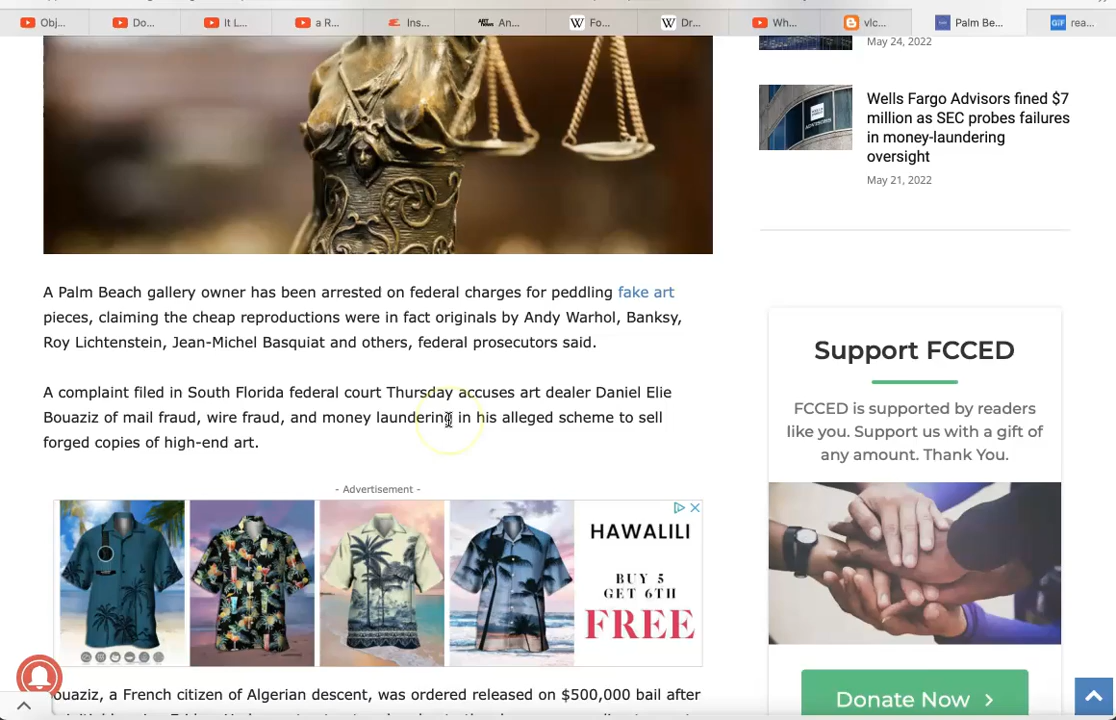 Obj...
Do...
It L...
a R...
Ins...
An...
W Fo...
W Dr...
Wh...
vlc...
Palm Be...
GIF rea...
May 24, 2022
Wells Fargo Advisors fined $7
million as SEC probes failures
in money-laundering
oversight
May 21, 2022
A Palm Beach gallery owner has been arrested on federal charges for peddling fake art
pieces, claiming the cheap reproductions were in fact originals by Andy Warhol, Banksy,
Roy Lichtenstein, Jean-Michel Basquiat and others, federal prosecutors said.
A complaint filed in South Florida federal court Thursday accuses art dealer Daniel Elie
Bouaziz of mail fraud, wire fraud, and money laundering in his alleged scheme to sell
forged copies of high-end art.
- Advertisement -
HAWALILI
BUY 5
GET 6TH
FREE
Bouaziz, a French citizen of Algerian descent, was ordered released on $500,000 bail after
Support FCCED
FCCED is supported by readers
like you. Support us with a gift of
any amount. Thank You.
Donate Now